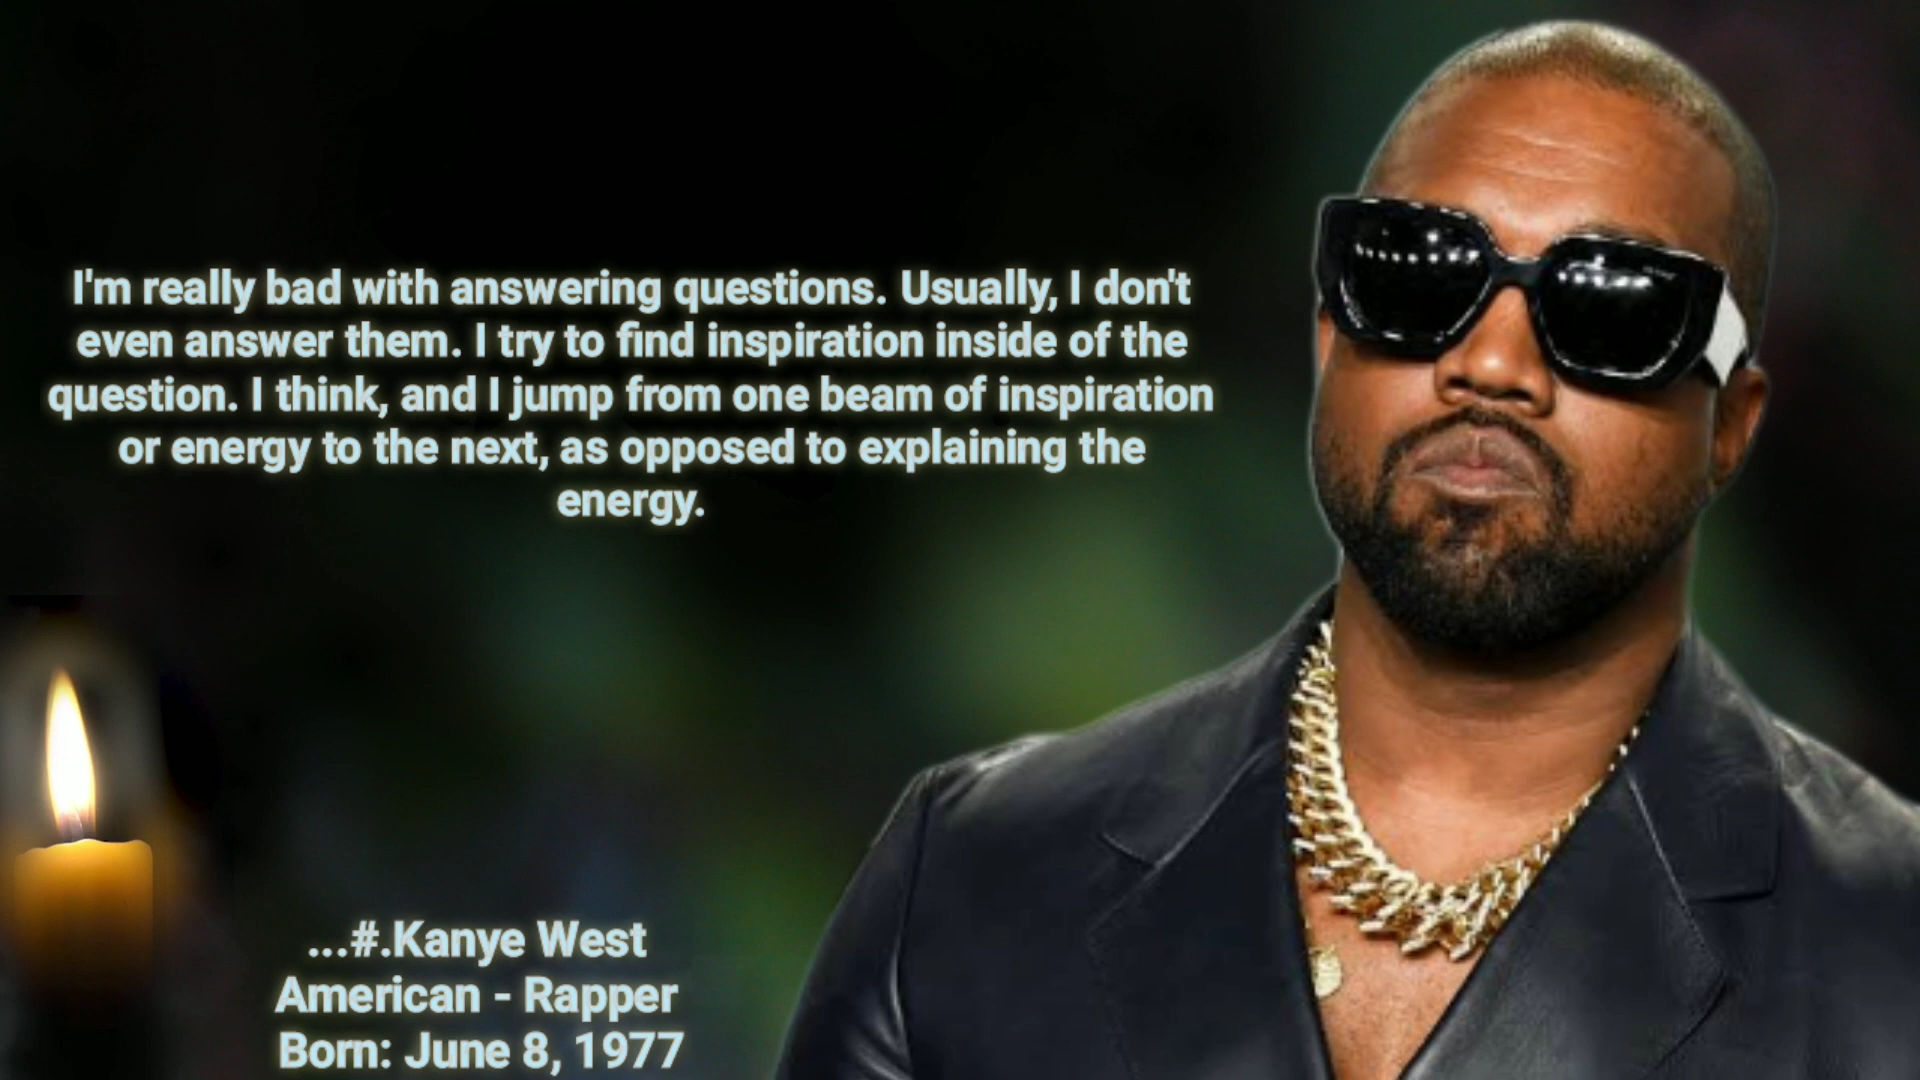 I'm really bad with answering questions. Usually, I don't
even answer them. I try to find inspiration inside of the
question. I think, and I jump from one beam of inspiration
or energy to the next, as opposed to explaining the
energy.
...#.Kanye West
American - Rapper
Born: June 8, 1977